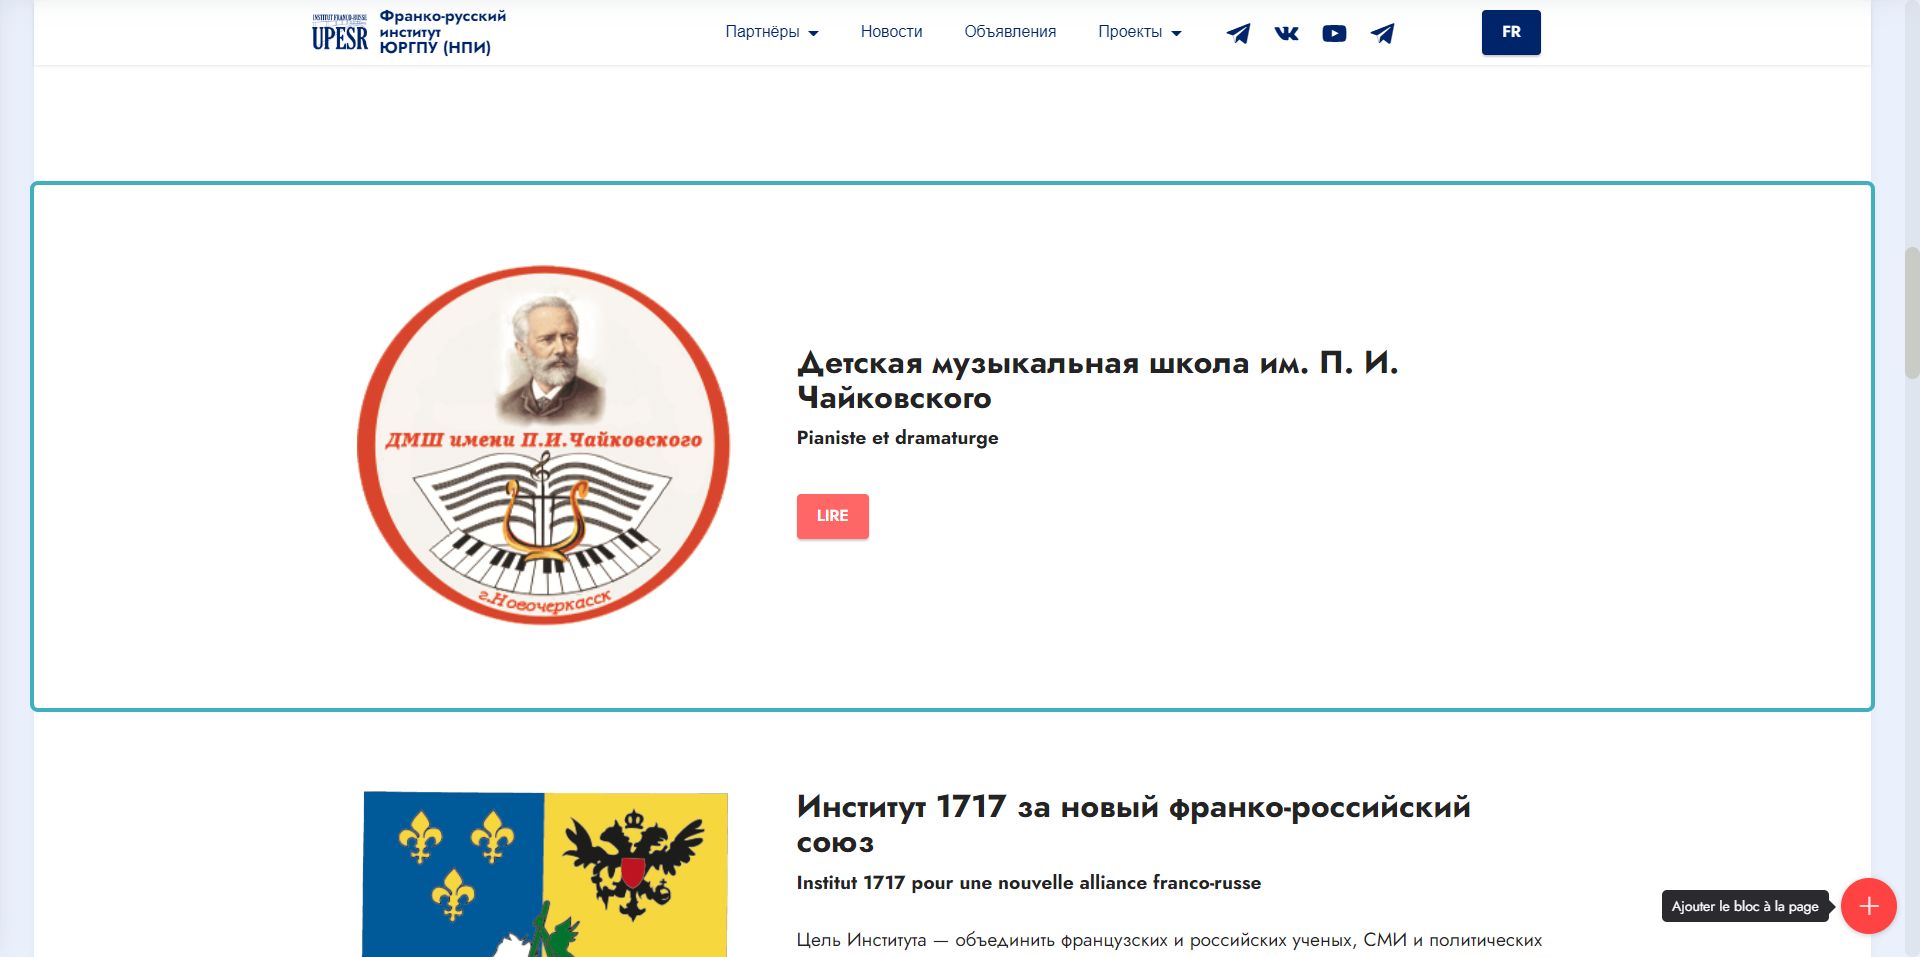 INSTITUT FRANCO-RUSSE
UPESR
Франко-русский
институт
ЮРГПУ (НПИ)
Партнёры
Новости
Объявления
Проекты
FR
ДМШ имени П.И.Чайковского
г.Новочеркасск
Детская музыкальная школа им. П. И.
Чайковского
Pianiste et dramaturge
LIRE
Институт 1717 за новый франко-российский
союз
Institut 1717 pour une nouvelle alliance franco-russe
Цель Института — объединить французских и российских ученых, СМИ и политических
Ajouter le bloc à la page